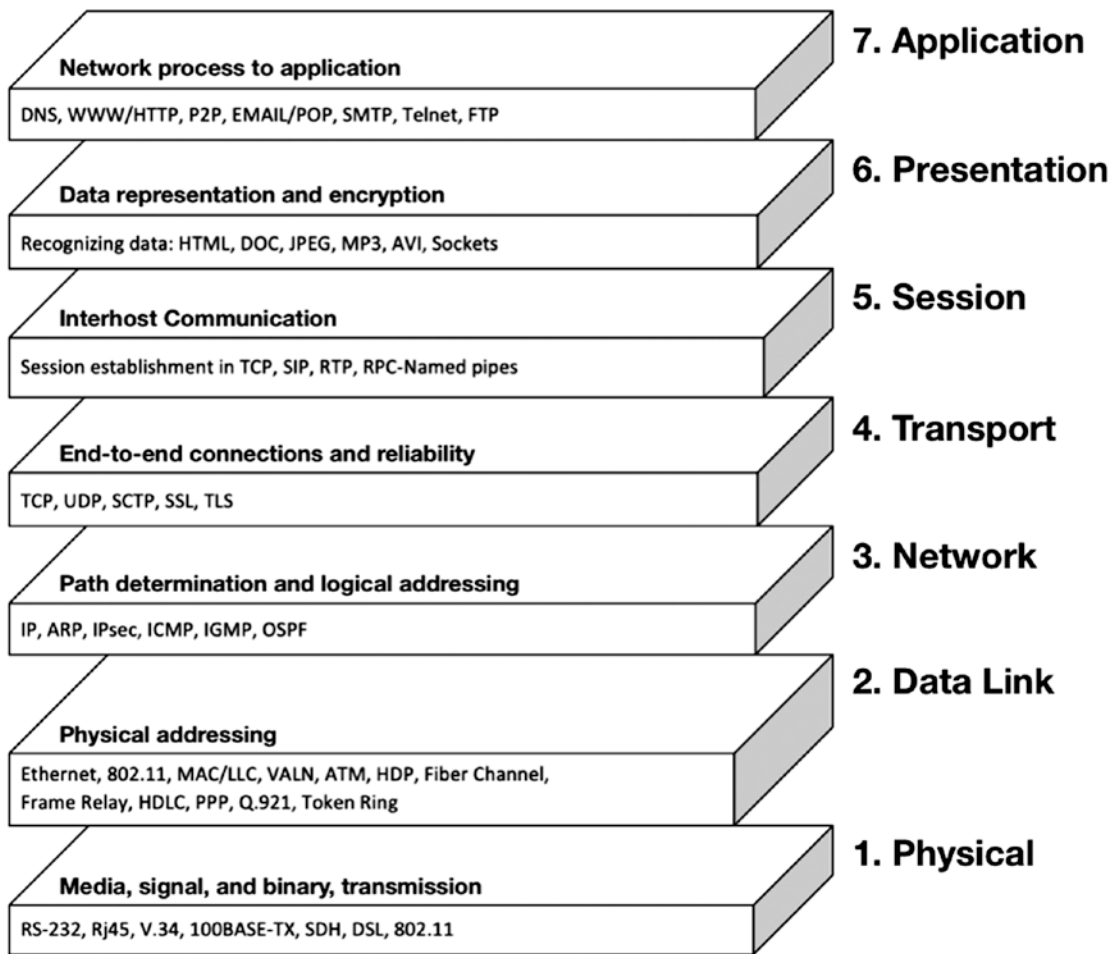 7. Application
Network process to application
DNS, WWW/HTTP, P2P, EMAIL/POP, SMTP, Telnet, FTP
6. Presentation
Data representation and encryption
Recognizing data: HTML, DOC, JPEG, MP3, AVI, Sockets
5. Session
Interhost Communication
Session establishment in TCP, SIP, RTP, RPC-Named pipes
4. Transport
End-to-end connections and reliability
TCP, UDP, SCTP, SSL, TLS
3. Network
Path determination and logical addressing
IP, ARP, IPsec, ICMP, IGMP, OSPF
2. Data Link
Physical addressing
Ethernet, 802.11, MAC/LLC, VALN, ATM, HDP, Fiber Channel,
Frame Relay, HDLC, PPP, Q.921, Token Ring
1. Physical
Media, signal, and binary, transmission
RS-232, Rj45, V.34, 100BASE-TX, SDH, DSL, 802.11